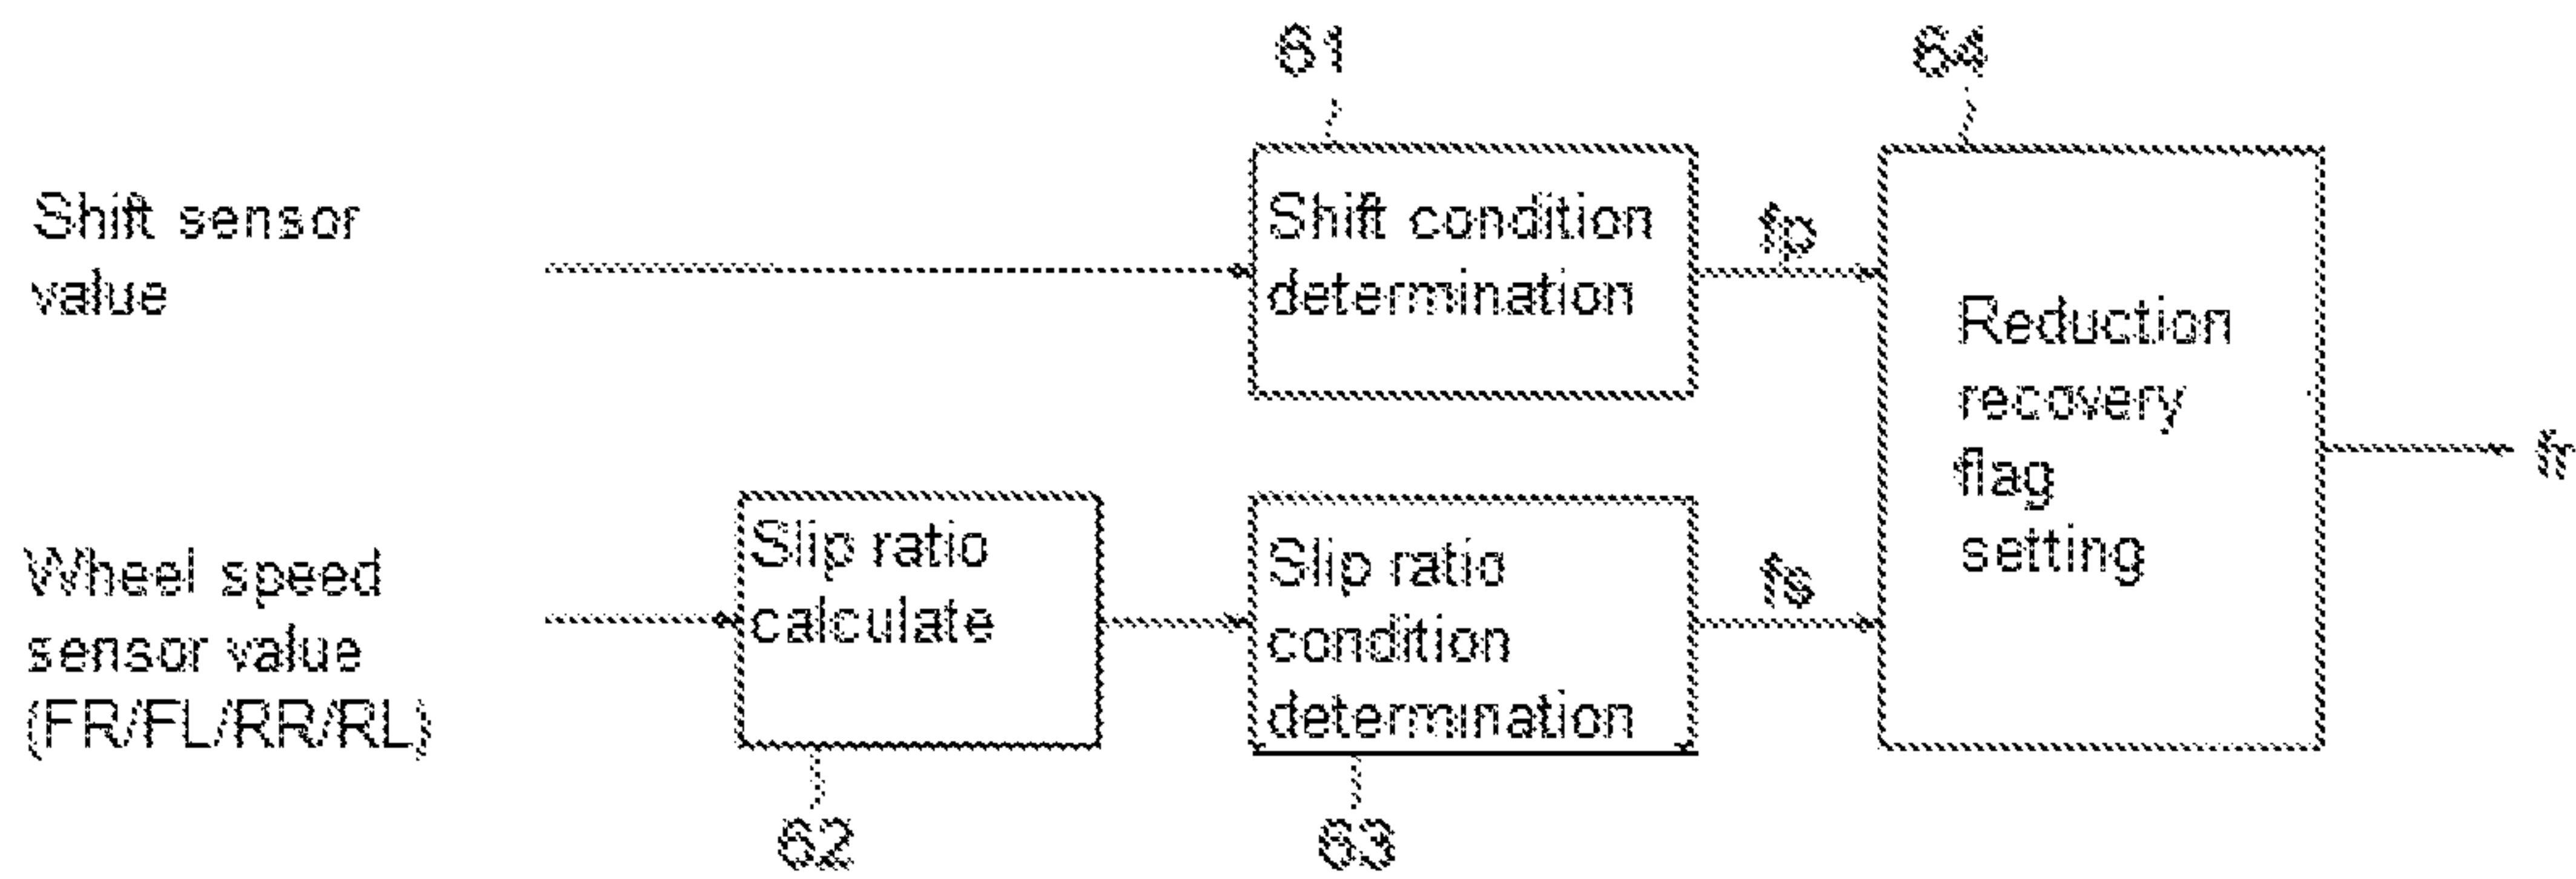 61
64
Shift sensor
value
Shift condition
determination
fp
Reduction
recovery
flag
setting
fr
Wheel speed
sensor value
(FR/FL/RR/RL)
Slip ratio
calculate
Slip ratio
condition
determination
fs
62
63